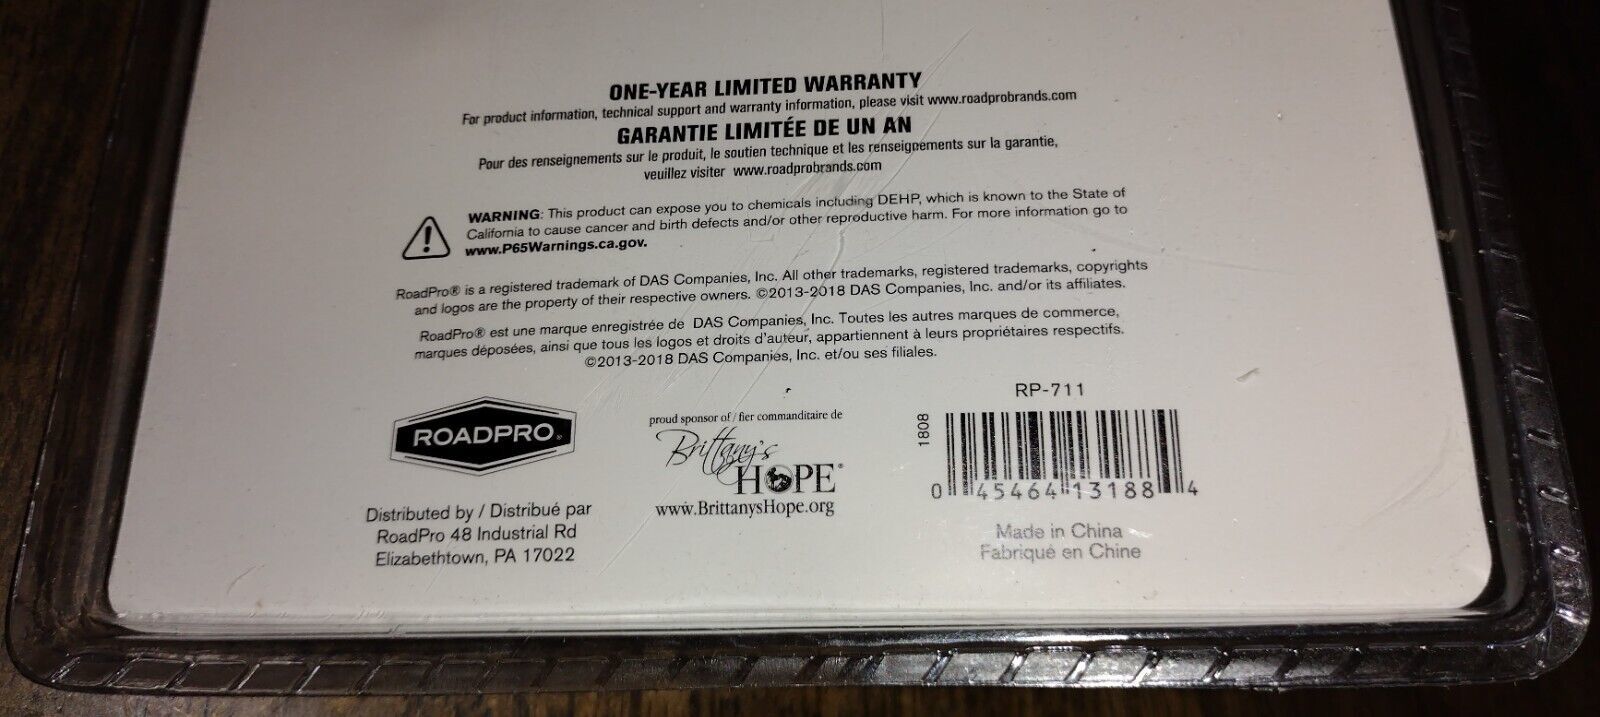 ONE-YEAR LIMITED WARRANTY
For product information, technical support and warranty information, please visit www.roadprobrands.com
GARANTIE LIMITÉE DE UN AN
Pour des renseignements sur le produit, le soutien technique et les renseignements sur la garantie,
veuillez visiter www.roadprobrands.com
WARNING: This product can expose you to chemicals including DEHP, which is known to the State of
California to cause cancer and birth defects and/or other reproductive harm. For more information go to
www.P65Warnings.ca.gov.
RoadPro® is a registered trademark of DAS Companies, Inc. All other trademarks, registered trademarks, copyrights
and logos are the property of their respective owners. ©2013-2018 DAS Companies, Inc. and/or its affiliates.
RoadPro® est une marque enregistrée de DAS Companies, Inc. Toutes les autres marques de commerce,
marques déposées, ainsi que tous les logos et droits d'auteur, appartiennent à leurs propriétaires respectifs.
©2013-2018 DAS Companies, Inc. et/ou ses filiales.
ROADPRO®
Distributed by / Distribué par
RoadPro 48 Industrial Rd
Elizabethtown, PA 17022
proud sponsor of / fier commanditaire de
Brittany's
HOPE®
www.BrittanysHope.org
RP-711
1808
0 45464 13188 4
Made in China
Fabriqué en Chine